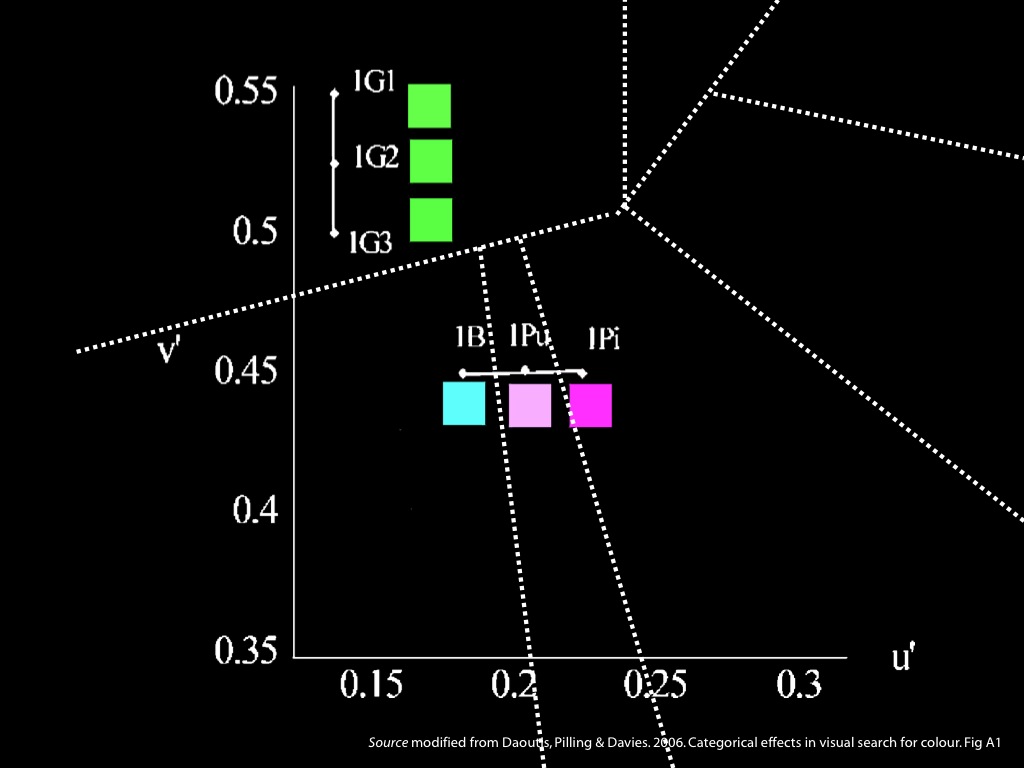 0.55
1G1
1G2
0.5
1G3
v'
1B 1Pu 1Pi
0.45
0.4
0.35
u'
0.15 0.2 0.25 0.3
Source modified from Daoutis, Pilling & Davies. 2006. Categorical effects in visual search for colour. Fig A1